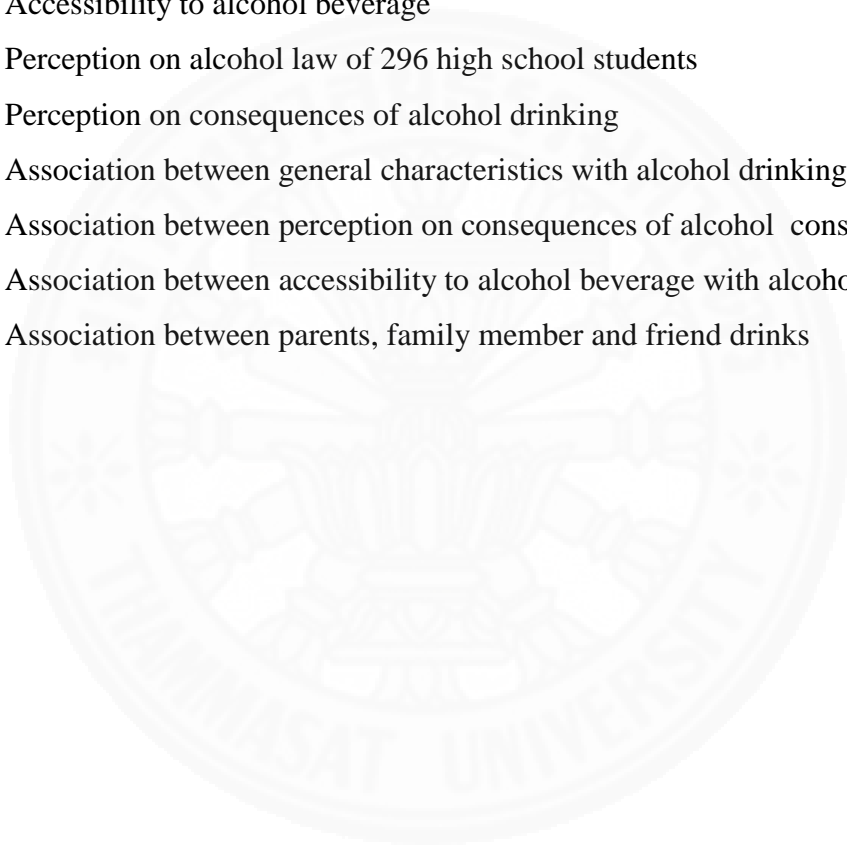 Accessibility to alcohol beverage
Perception on alcohol law of 296 high school students
Perception on consequences of alcohol drinking
Association between general characteristics with alcohol drinking
Association between perception on consequences of alcohol cons
Association between accessibility to alcohol beverage with alcoho
Association between parents, family member and friend drinks
THAMMASAT UNIVERSITY